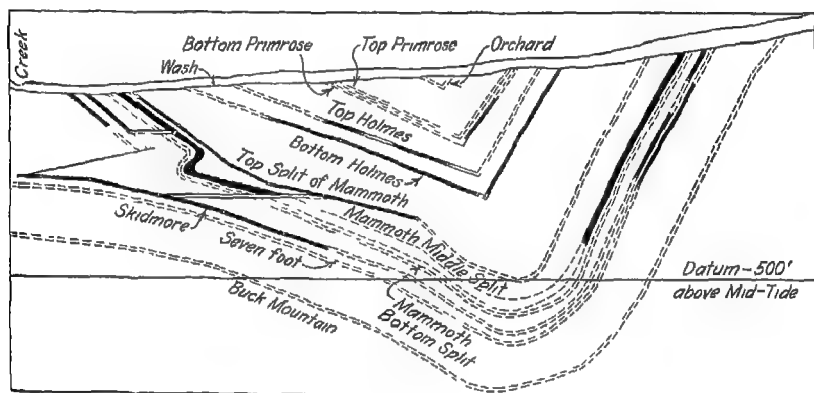 Creek
Bottom Primrose
Top Primrose
Orchard
Wash
Top Holmes
Bottom Holmes
Top Split of Mammoth
Mammoth Middle Split
Skidmore
Seven foot
Buck Mountain
Mammoth
Bottom Split
Datum-500'
above Mid-Tide